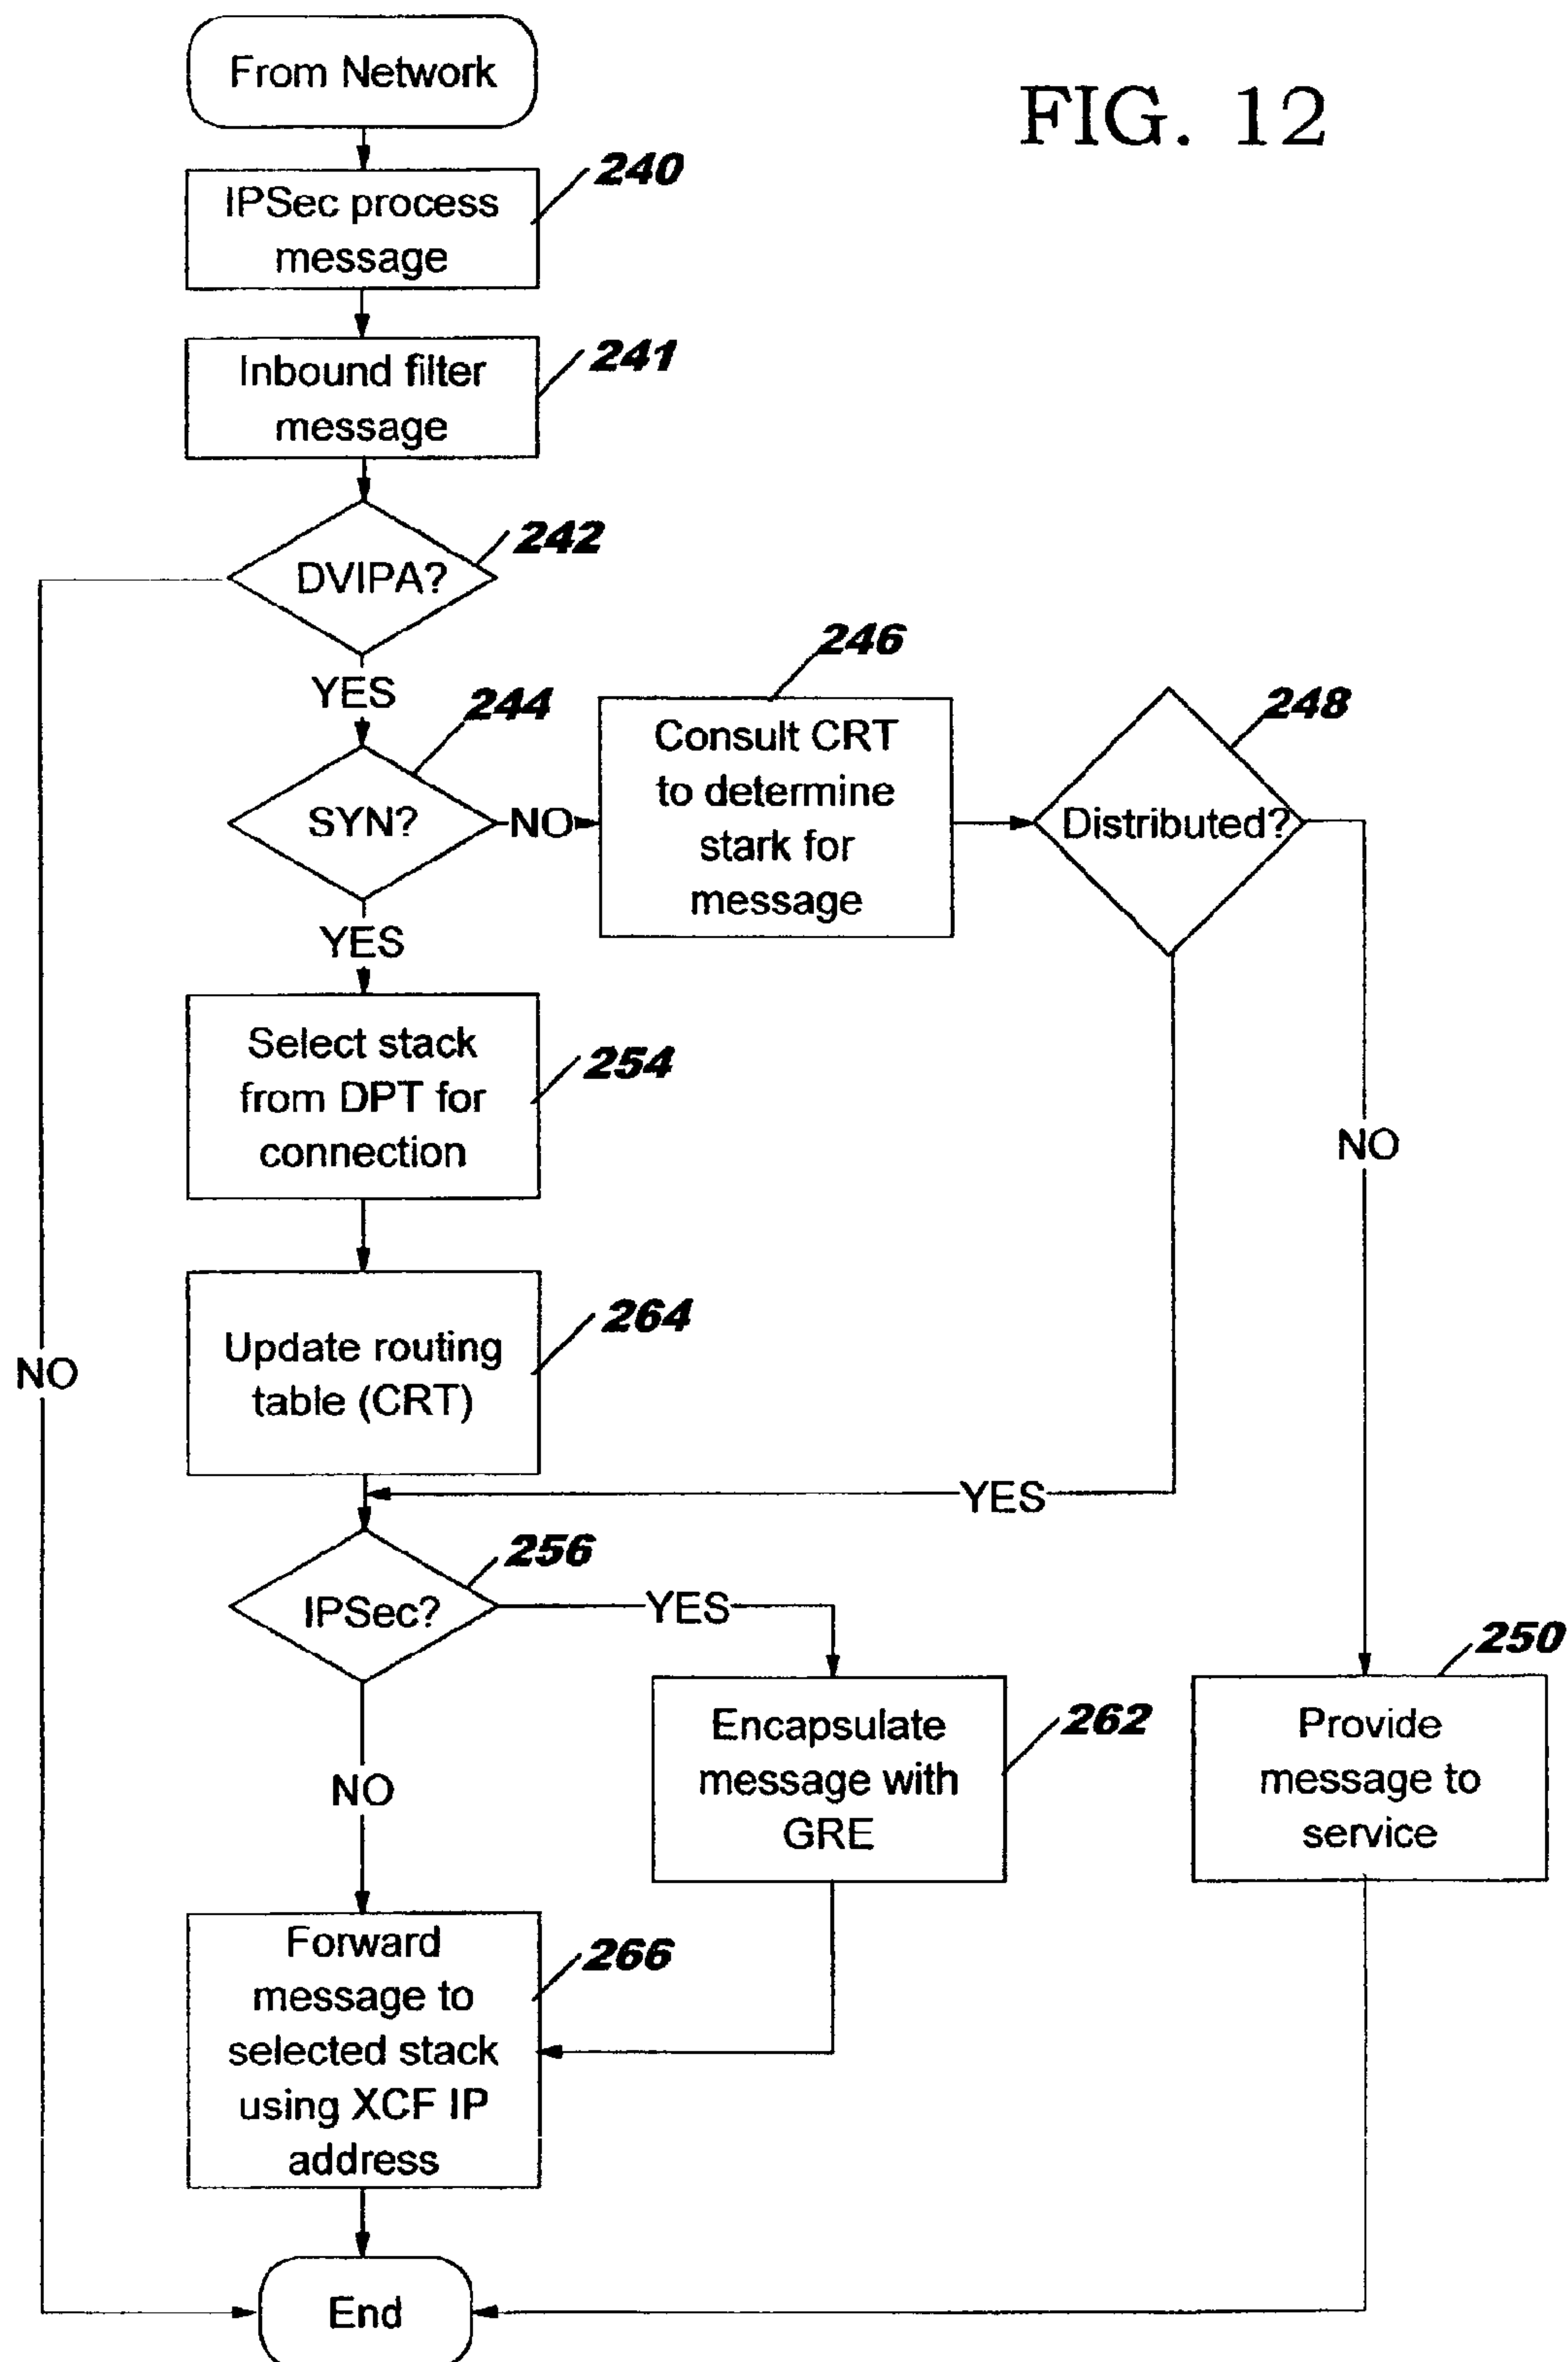 From Network
FIG. 12
240
IPSec process
message
241
Inbound filter
message
242
DVIPA?
YES
244
SYN?
NO
246
Consult CRT
to determine
stark for
message
248
Distributed?
YES
254
Select stack
from DPT for
connection
NO
264
Update routing
table (CRT)
NO
YES
256
IPSec?
YES
250
Provide
message to
service
262
Encapsulate
message with
GRE
NO
266
Forward
message to
selected stack
using XCF IP
address
End